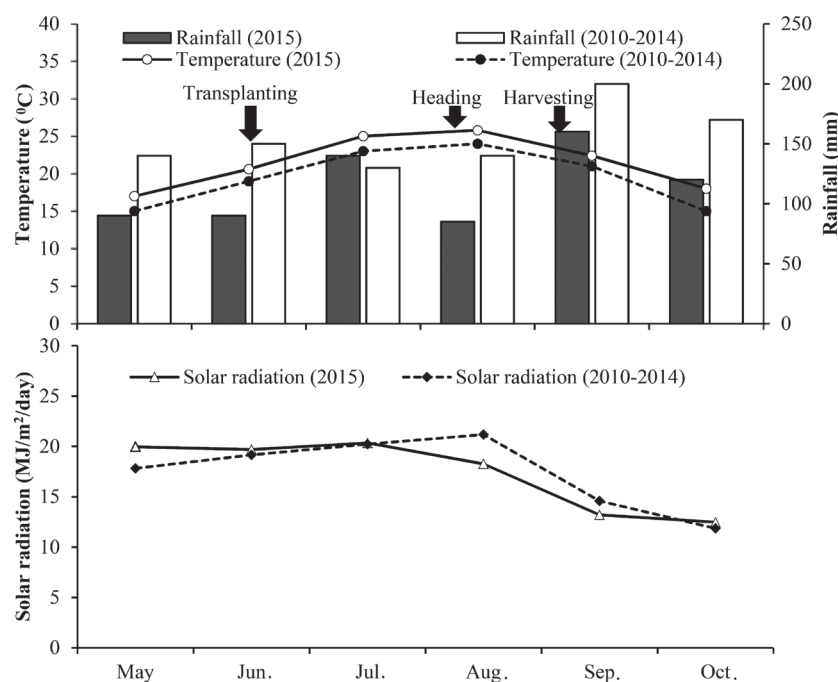 40
35
30
25
20
15
10
5
0
Temperature (⁰C)
250
200
150
100
50
0
Rainfall (mm)
Rainfall (2015)
Rainfall (2010-2014)
Temperature (2015)
Temperature (2010-2014)
Transplanting
Heading
Harvesting
30
25
20
15
10
5
0
Solar radiation (MJ/m²/day)
Solar radiation (2015)
Solar radiation (2010-2014)
May
Jun.
Jul.
Aug.
Sep.
Oct.